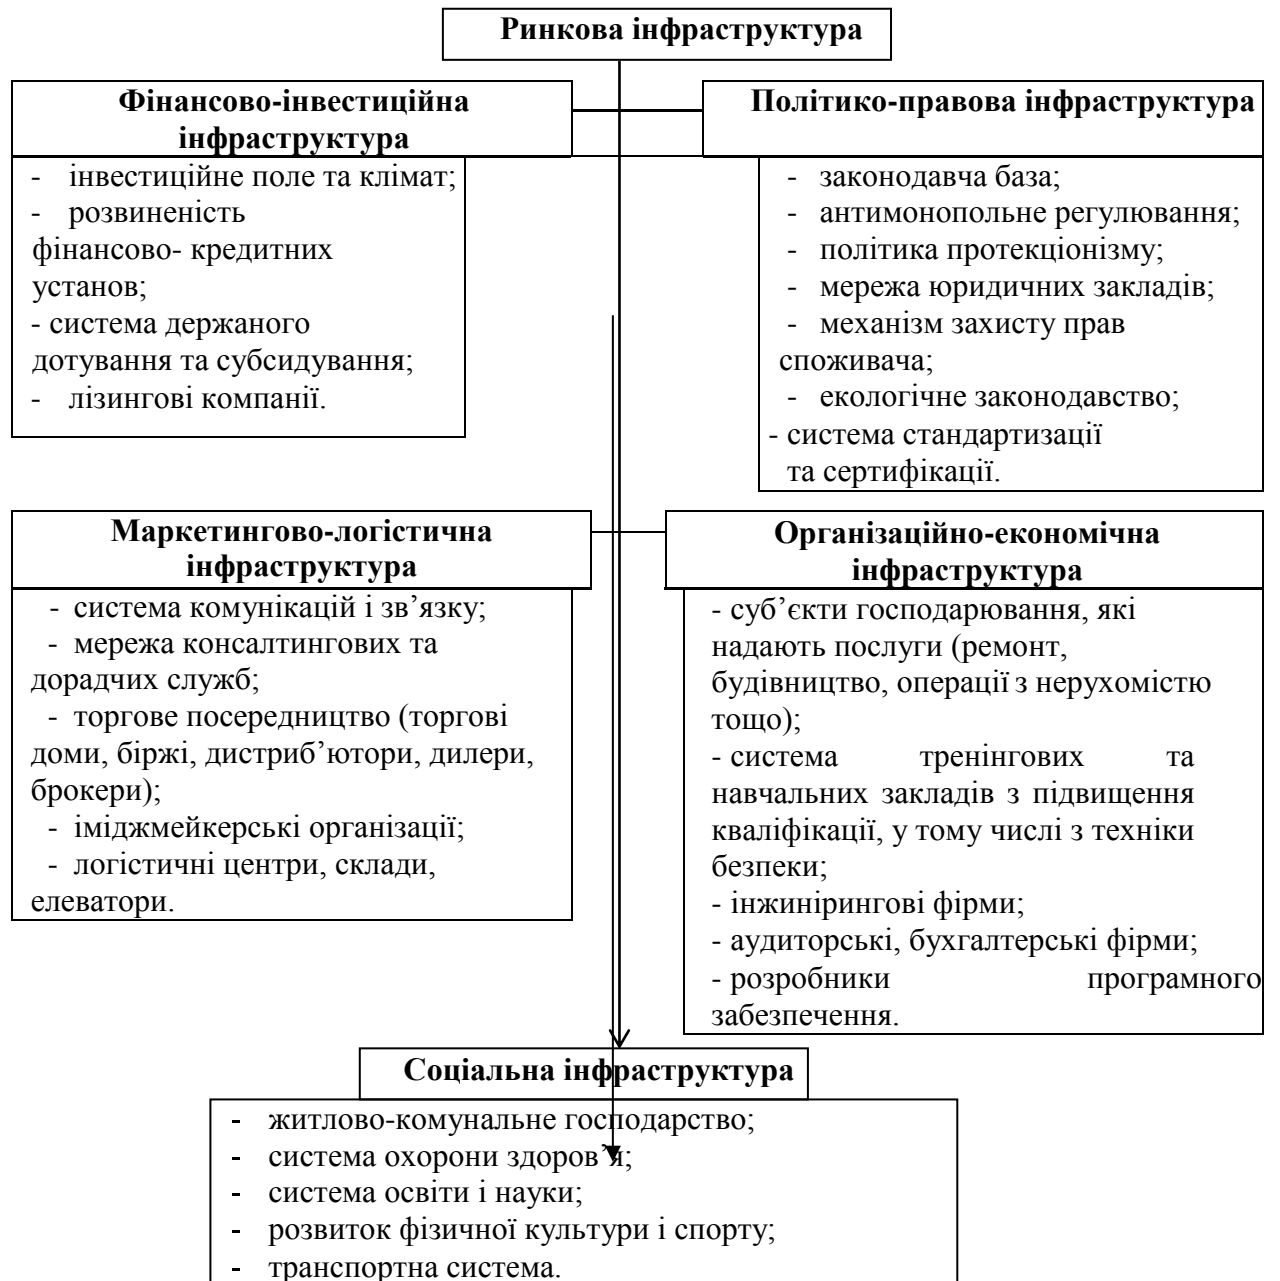 Ринкова інфраструктура
Фінансово-інвестиційна
інфраструктура
- інвестиційне поле та клімат;
- розвиненість
фінансово- кредитних
установ;
- система держаного
дотування та субсидування;
- лізингові компанії.
Політико-правова інфраструктура
- законодавча база;
- антимонопольне регулювання;
- політика протекціонізму;
- мережа юридичних закладів;
- механізм захисту прав
споживача;
- екологічне законодавство;
- система стандартизації
та сертифікації.
Маркетингово-логістична
інфраструктура
- система комунікацій і зв’язку;
- мережа консалтингових та
дорадчих служб;
- торгове посередництво (торгові
доми, біржі, дистриб’ютори, дилери,
брокери);
- іміджмейкерські організації;
- логістичні центри, склади,
елеватори.
Організаційно-економічна
інфраструктура
- суб’єкти господарювання, які
надають послуги (ремонт,
будівництво, операції з нерухомістю
тощо);
- система тренінгових та
навчальних закладів з підвищення
кваліфікації, у тому числі з техніки
безпеки;
- інжинірингові фірми;
- аудиторські, бухгалтерські фірми;
- розробники програмного
забезпечення.
Соціальна інфраструктура
- житлово-комунальне господарство;
- система охорони здоров’я;
- система освіти і науки;
- розвиток фізичної культури і спорту;
- транспортна система.